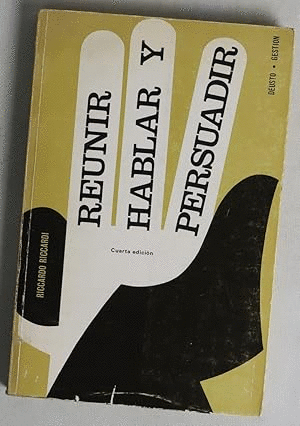 REUNIR
HABLAR Y
PERSUADIR
DEUSTO • GESTION
RICCARDO RICCARDI
Cuarta edición